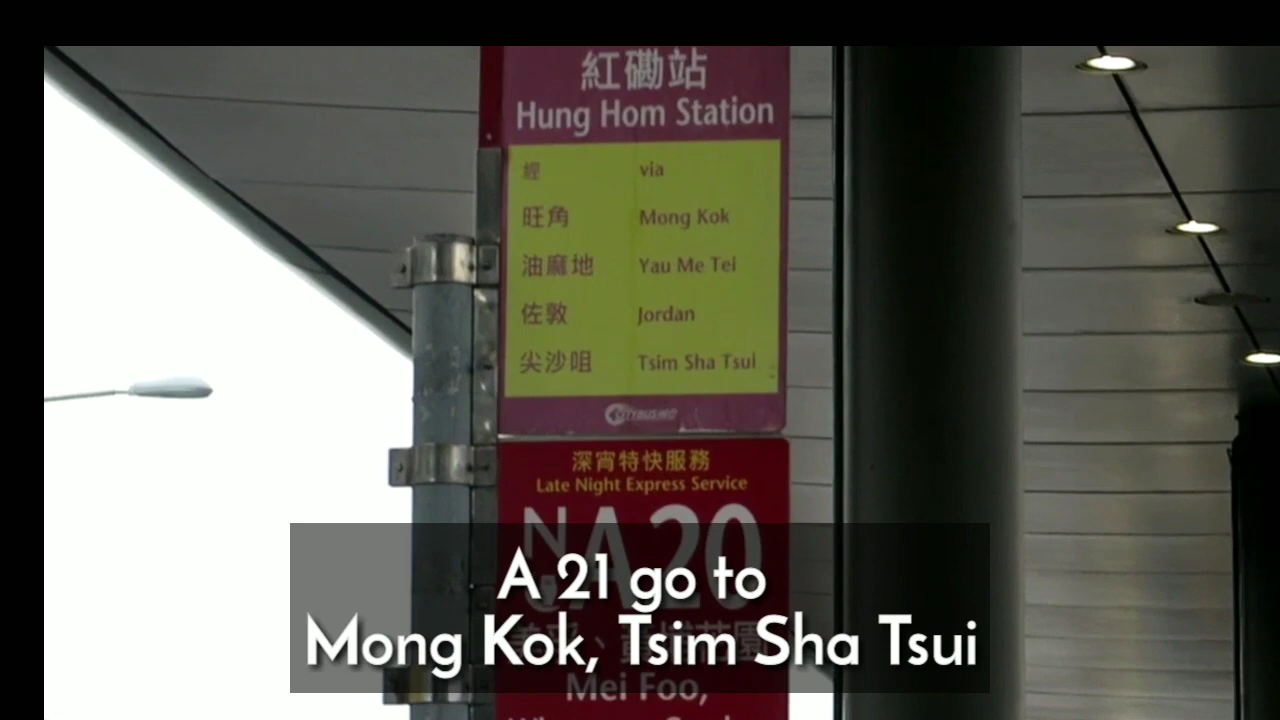 紅磡站
Hung Hom Station
經 via
旺角 Mong Kok
油麻地 Yau Me Tei
佐敦 Jordan
尖沙咀 Tsim Sha Tsui
CITYBUS
深宵特快服務
Late Night Express Service
NA20
A 21 go to
Mong Kok, Tsim Sha Tsui
Mei Foo,